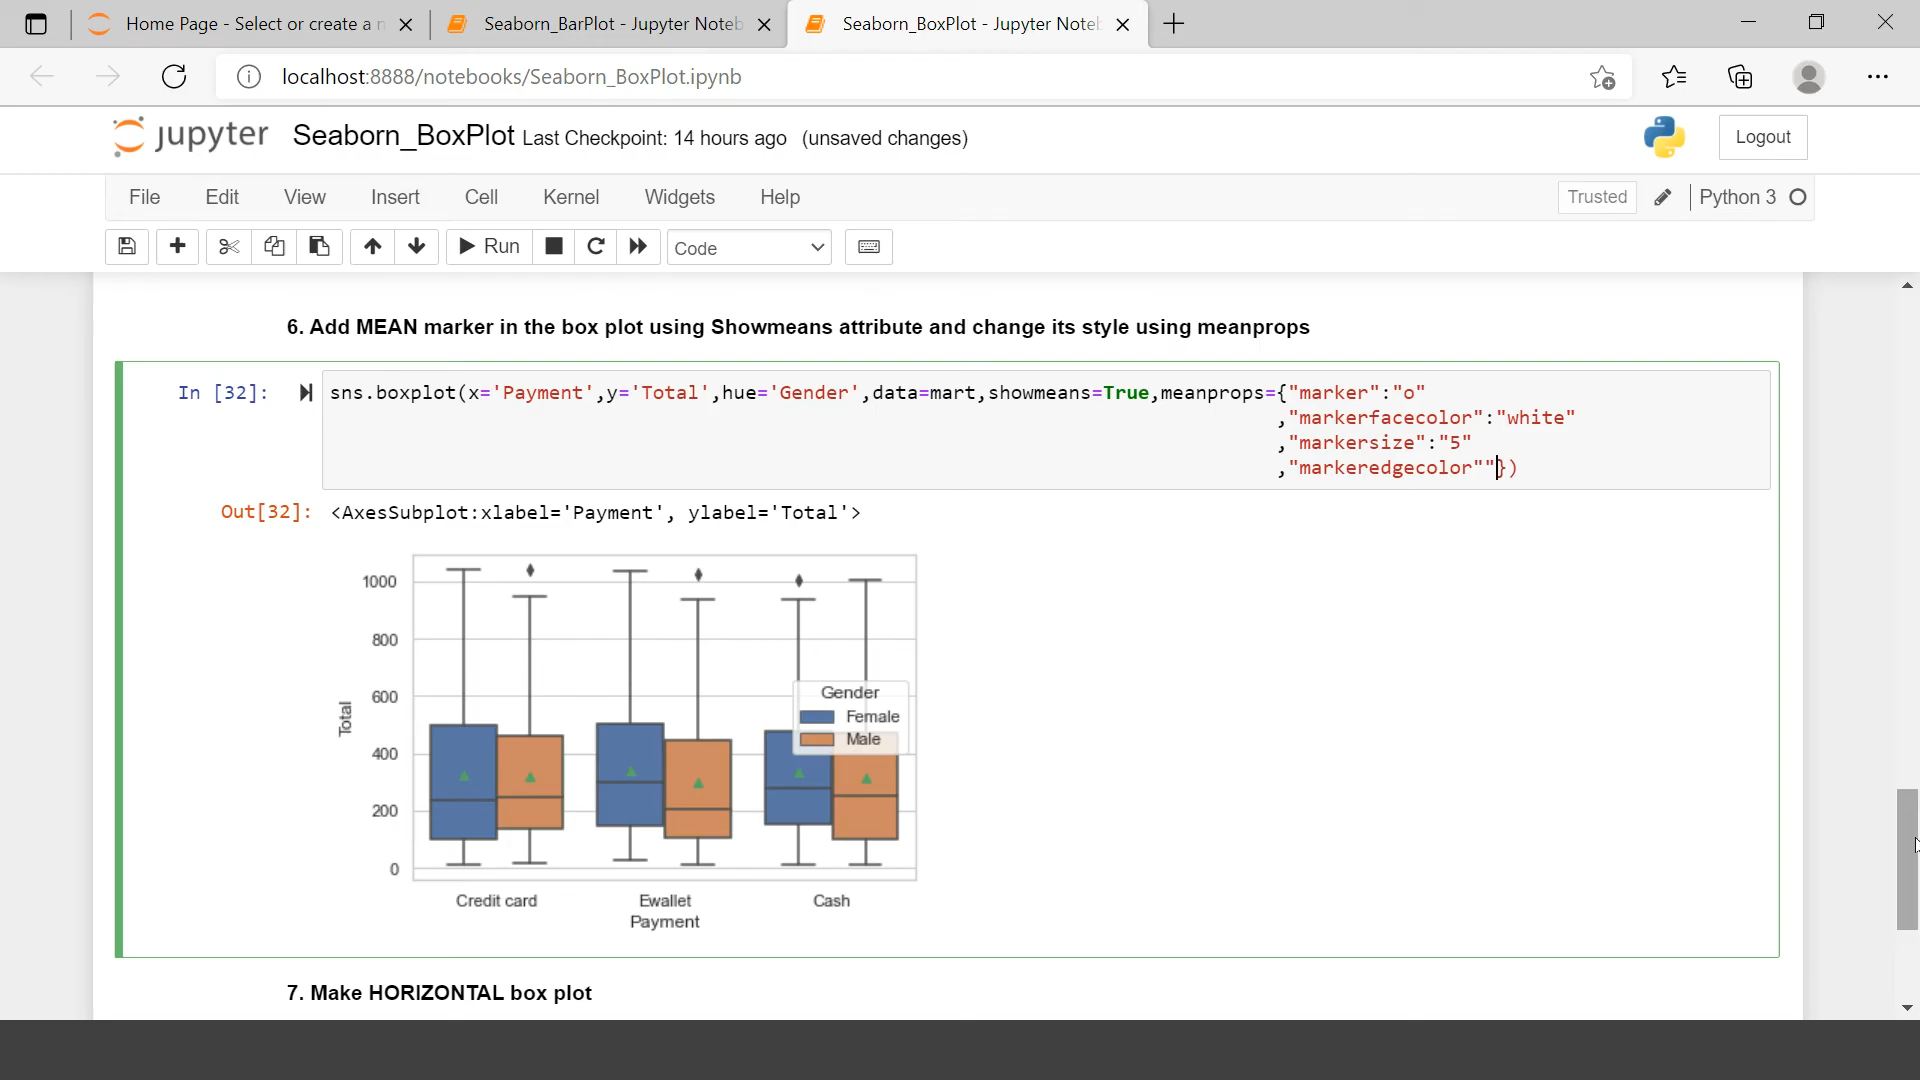 Home Page - Select or create a n
Seaborn_BarPlot - Jupyter Noteb
Seaborn_BoxPlot - Jupyter Noteb
localhost:8888/notebooks/Seaborn_BoxPlot.ipynb
jupyter Seaborn_BoxPlot Last Checkpoint: 14 hours ago (unsaved changes)
Logout
File Edit View Insert Cell Kernel Widgets Help
Trusted Python 3
Run Code
6. Add MEAN marker in the box plot using Showmeans attribute and change its style using meanprops
In [32]: sns.boxplot(x='Payment',y='Total',hue='Gender',data=mart,showmeans=True,meanprops={"marker":"o"
,"markerfacecolor":"white"
,"markersize":"5"
,"markeredgecolor""})
Out[32]: <AxesSubplot:xlabel='Payment', ylabel='Total'>
1000
800
600
400
200
0
Total
Gender
Female
Male
Credit card Ewallet Cash
Payment
7. Make HORIZONTAL box plot